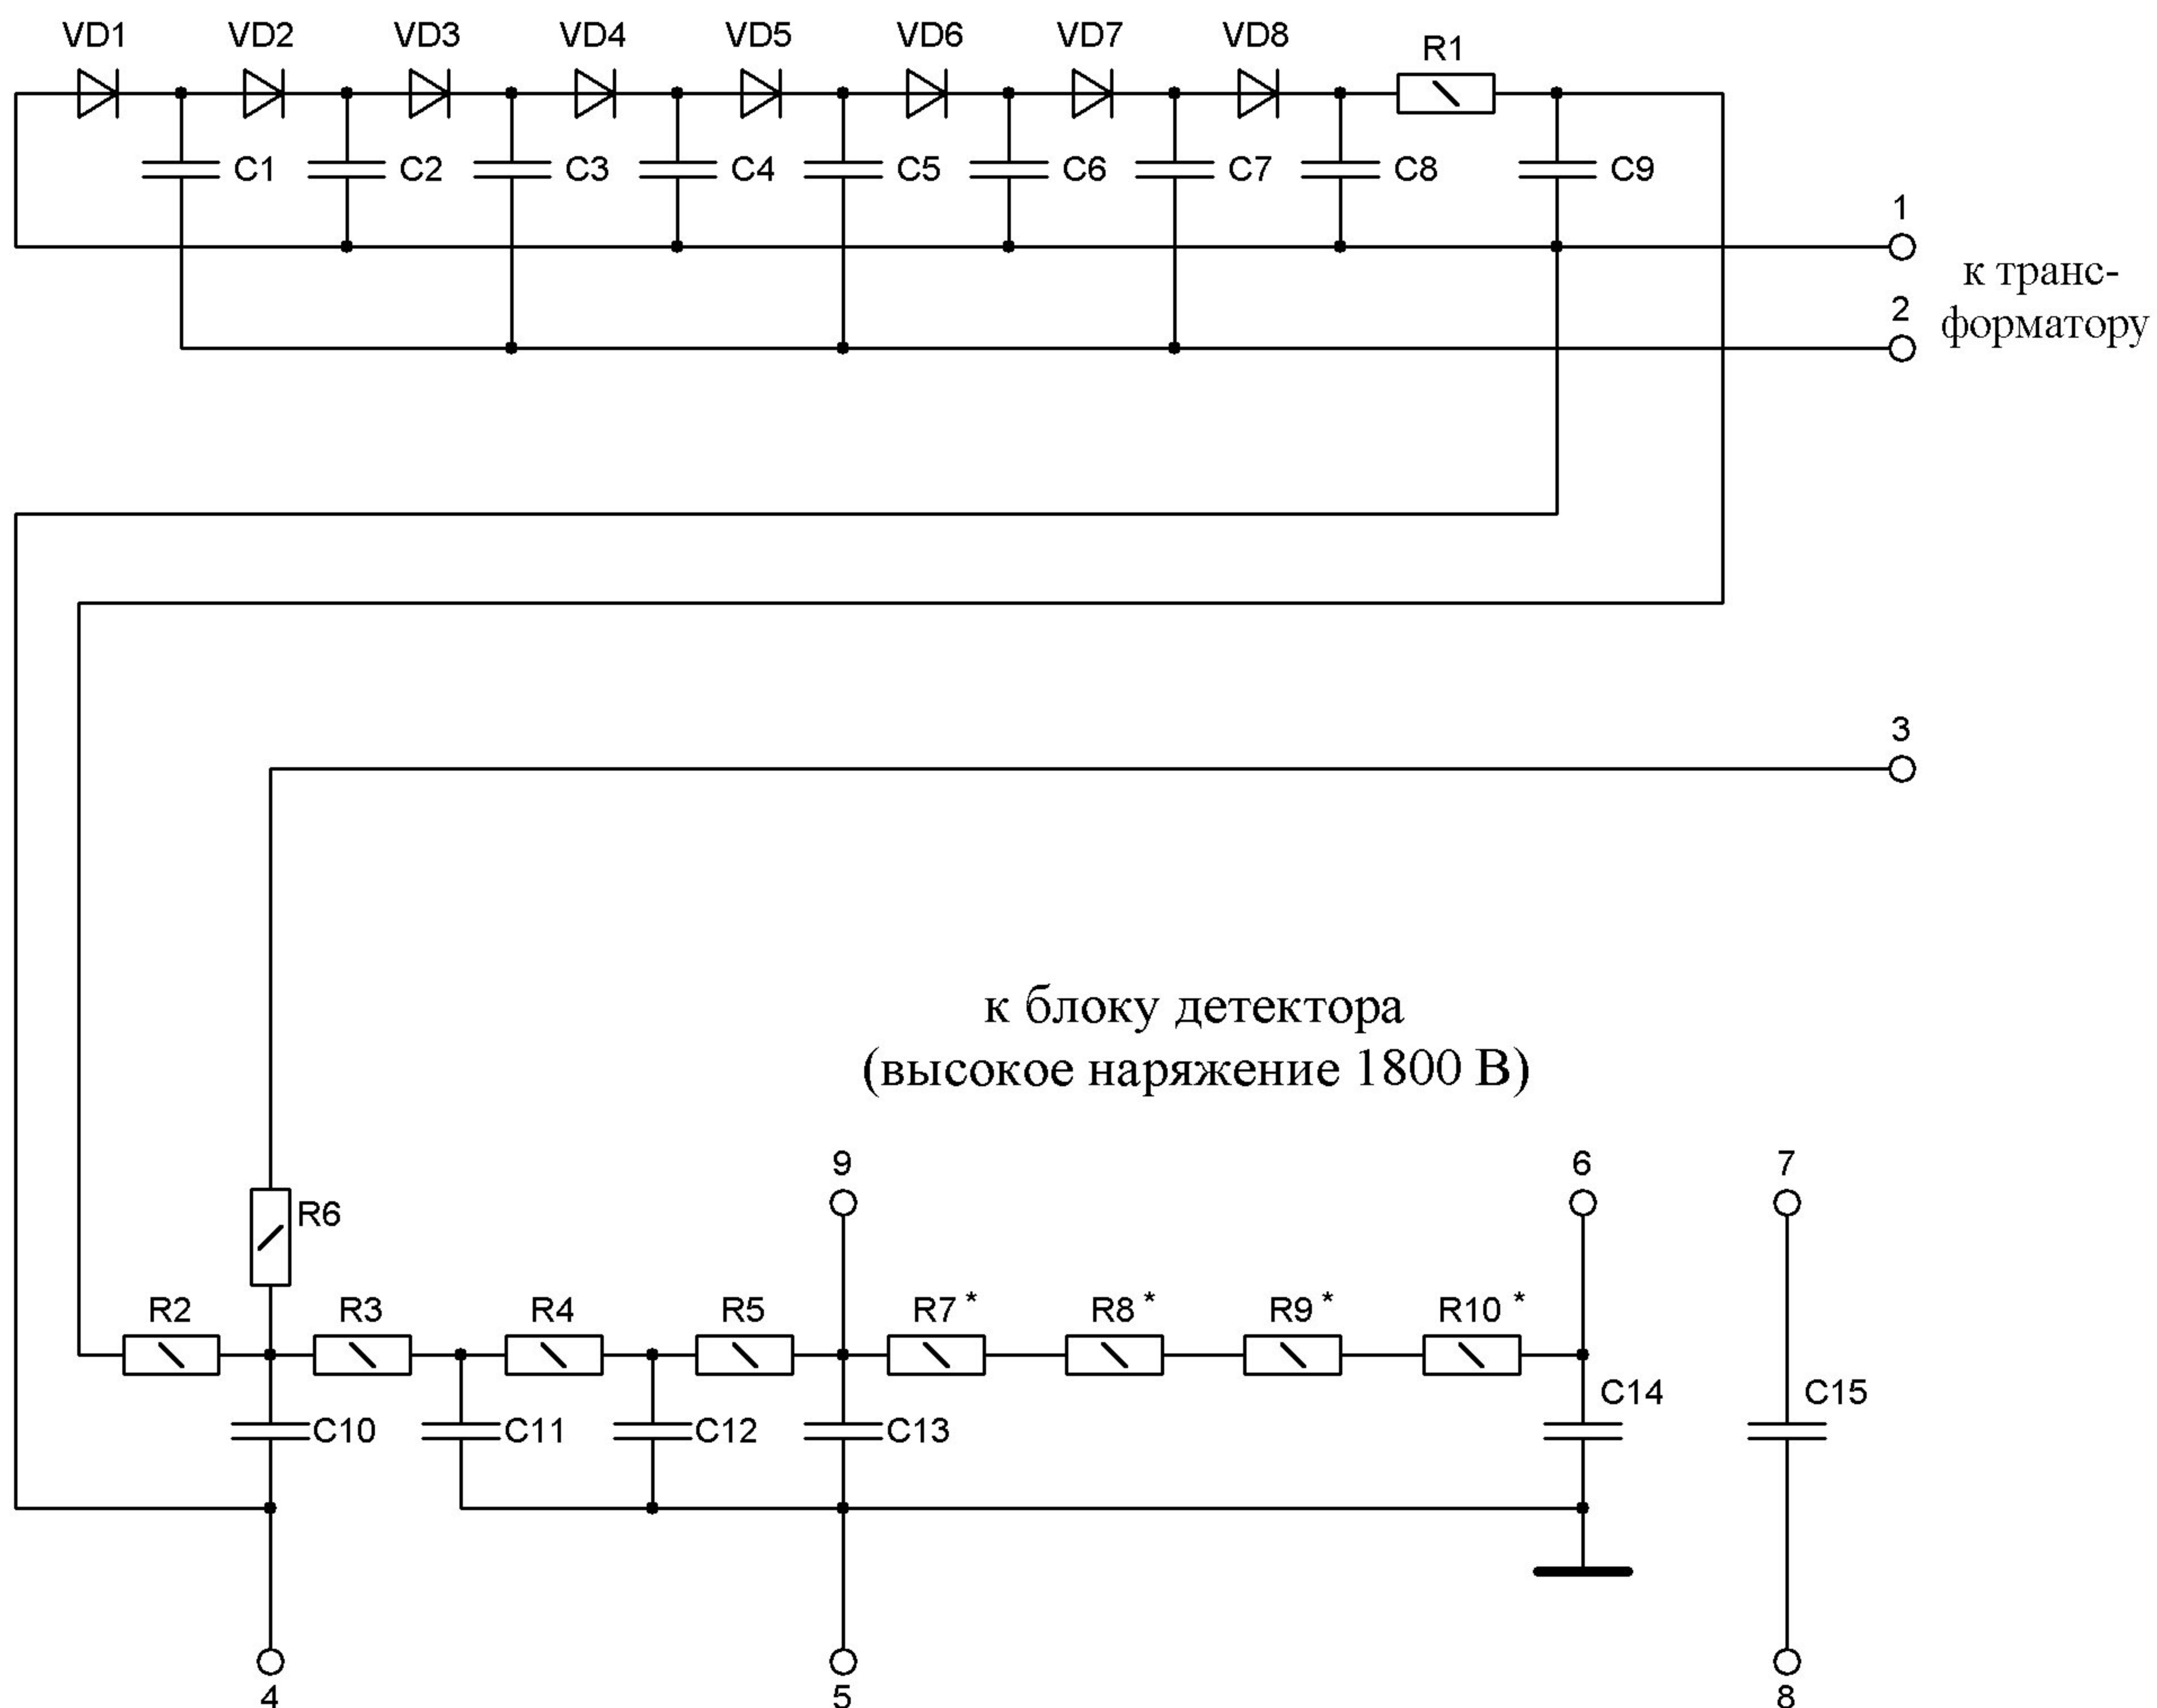 VD1 VD2 VD3 VD4 VD5 VD6 VD7 VD8 R1
C1 C2 C3 C4 C5 C6 C7 C8 C9
1
к транс-
2
форматору
3
к блоку детектора
(высокое наряжение 1800 В)
9 6 7
R6
R2 R3 R4 R5 R7 * R8 * R9 * R10 *
C14 C15
C10 C11 C12 C13
4 5 8